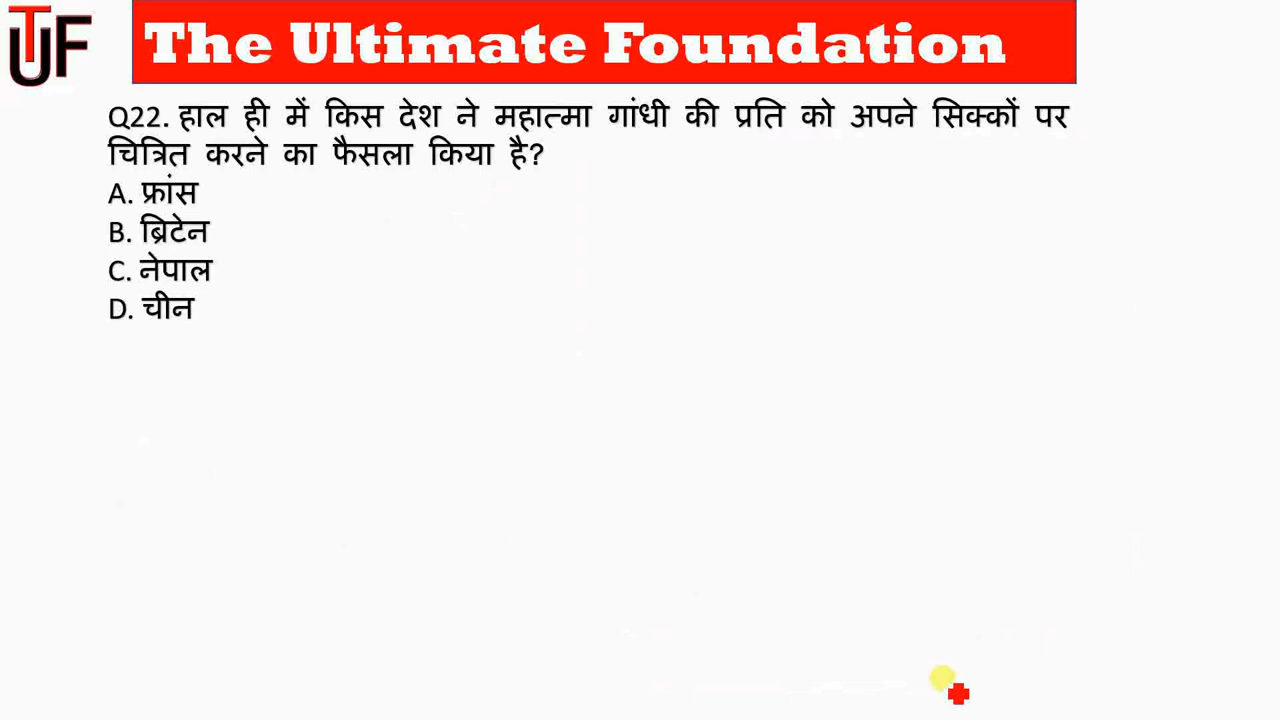 TUF
The Ultimate Foundation
Q22. हाल ही में किस देश ने महात्मा गांधी की प्रति को अपने सिक्कों पर
चित्रित करने का फैसला किया है?
A. फ्रांस
B. ब्रिटेन
C. नेपाल
D. चीन